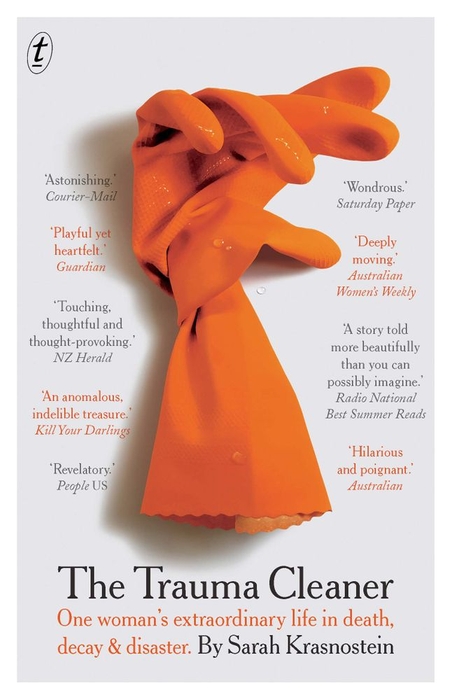 t
'Astonishing.'
Courier-Mail
'Playful yet
heartfelt.'
Guardian
'Touching,
thoughtful and
thought-provoking.'
NZ Herald
'An anomalous,
indelible treasure.'
Kill Your Darlings
'Revelatory.'
People US
'Wondrous.'
Saturday Paper
'Deeply
moving.'
Australian
Women's Weekly
'A story told
more beautifully
than you can
possibly imagine.'
Radio National
Best Summer Reads
'Hilarious
and poignant.'
Australian
The Trauma Cleaner
One woman's extraordinary life in death,
decay & disaster. By Sarah Krasnostein